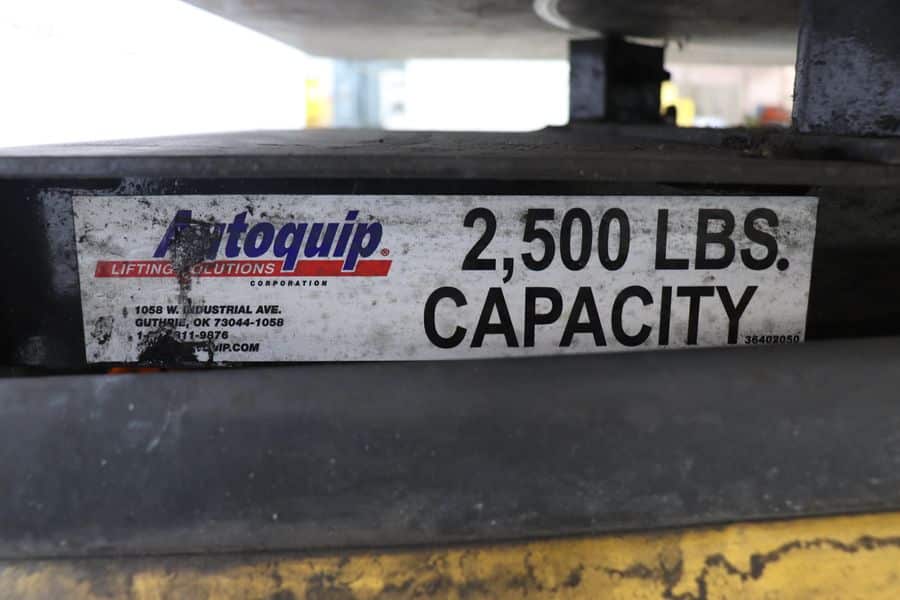 Autoquip®
LIFTING SOLUTIONS
CORPORATION
1058 W. INDUSTRIAL AVE.
GUTHRIE, OK 73044-1058
2,500 LBS.
CAPACITY
36402050